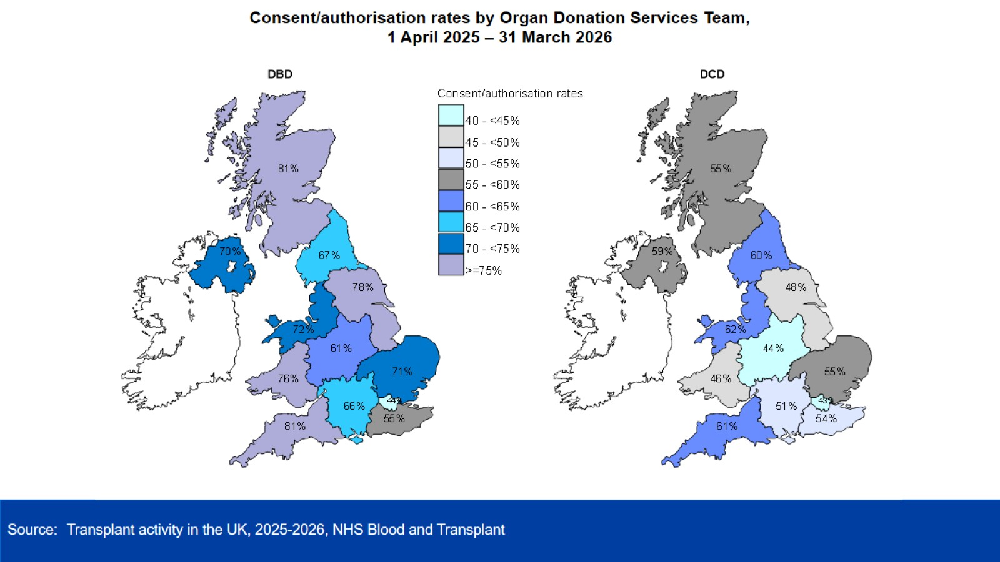 Consent/authorisation rates by Organ Donation Services Team,
1 April 2025 – 31 March 2026
DBD
DCD
Consent/authorisation rates
40 - <45%
45 - <50%
50 - <55%
55 - <60%
60 - <65%
65 - <70%
70 - <75%
>=75%
81%
70%
67%
78%
72%
61%
76%
71%
66%
44%
55%
81%
55%
59%
60%
48%
62%
44%
46%
55%
51%
43%
54%
61%
Source: Transplant activity in the UK, 2025-2026, NHS Blood and Transplant